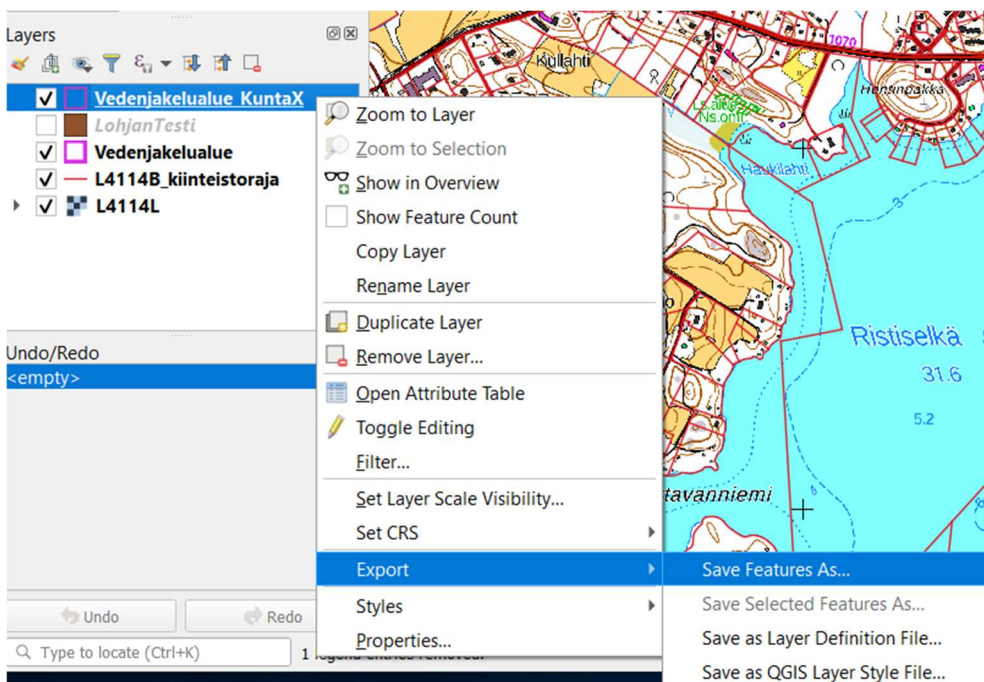 Layers
Vedenjakelualue_KuntaX
LohjanTesti
Vedenjakelualue
L4114B_kiinteistoraja
L4114L
Undo/Redo
<empty>
Undo
Redo
Type to locate (Ctrl+K)
1 legend entries removed.
Zoom to Layer
Zoom to Selection
Show in Overview
Show Feature Count
Copy Layer
Rename Layer
Duplicate Layer
Remove Layer...
Open Attribute Table
Toggle Editing
Filter...
Set Layer Scale Visibility...
Set CRS
Export
Styles
Properties...
Save Features As...
Save Selected Features As...
Save as Layer Definition File...
Save as QGIS Layer Style File...
Kullahti
1070
Haukilahti
Ristiselkä
31.6
5.2
3
tavanniemi